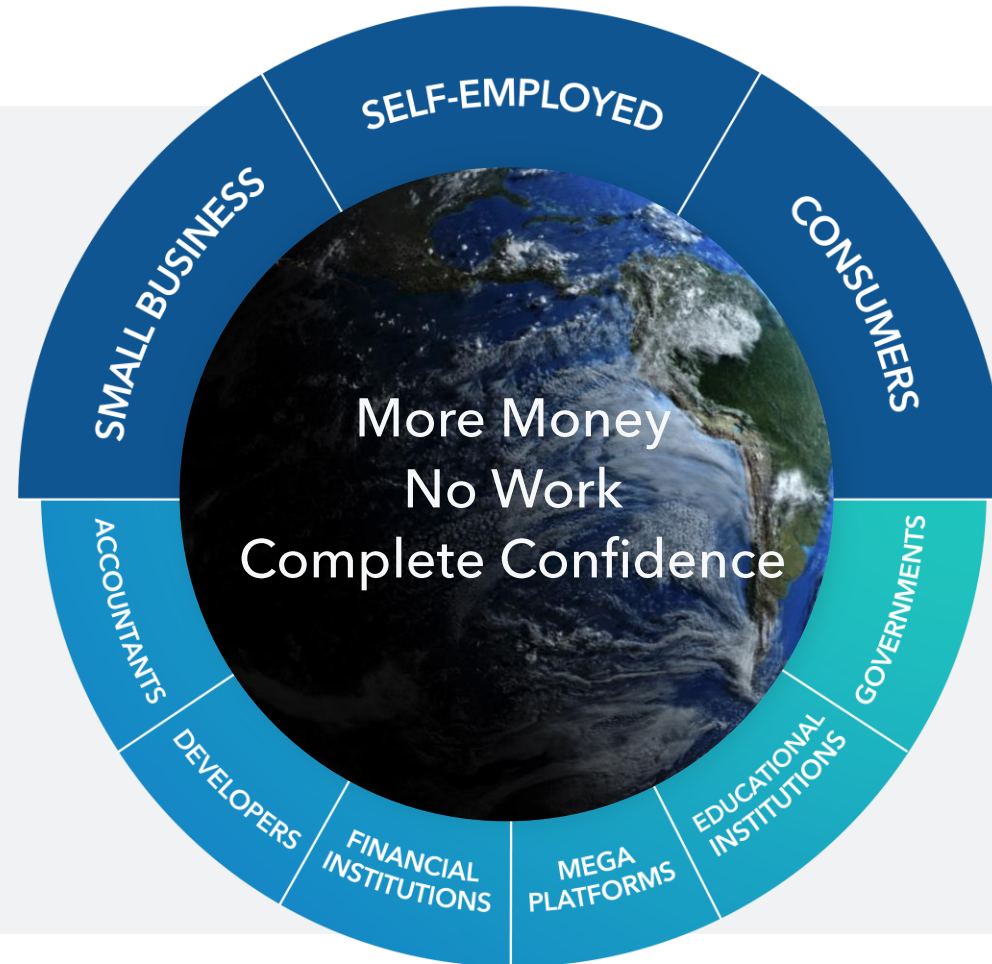 SELF-EMPLOYED
SMALL BUSINESS
CONSUMERS
More Money
No Work
Complete Confidence
ACCOUNTANTS
DEVELOPERS
FINANCIAL
INSTITUTIONS
MEGA
PLATFORMS
EDUCATIONAL
INSTITUTIONS
GOVERNMENTS